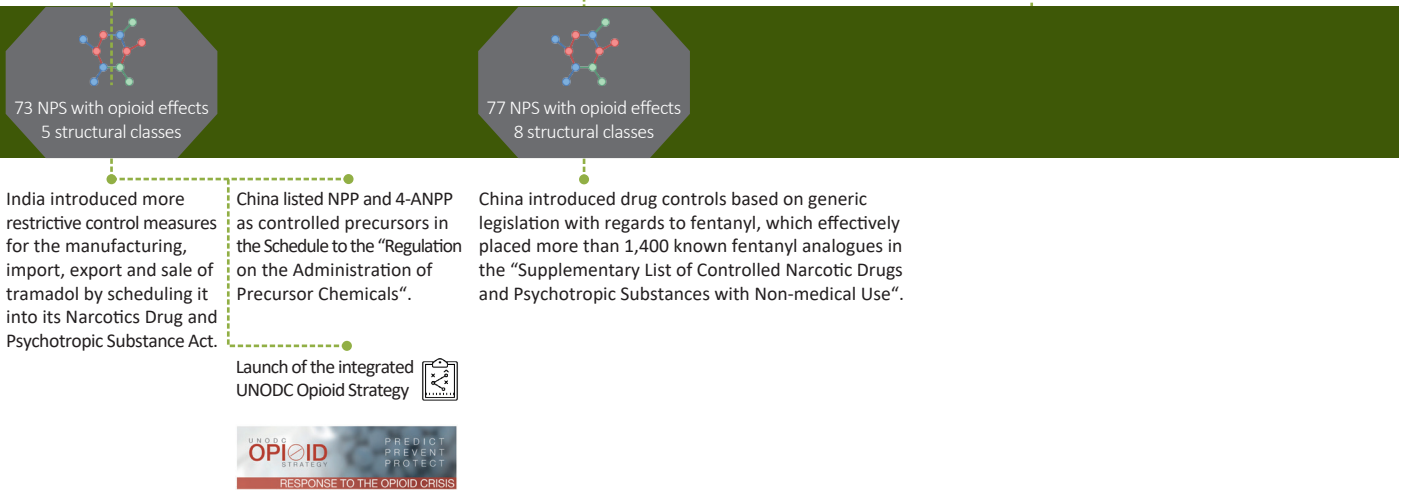 73 NPS with opioid effects
5 structural classes
77 NPS with opioid effects
8 structural classes
India introduced more
restrictive control measures
for the manufacturing,
import, export and sale of
tramadol by scheduling it
into its Narcotics Drug and
Psychotropic Substance Act.
China listed NPP and 4-ANPP
as controlled precursors in
the Schedule to the “Regulation
on the Administration of
Precursor Chemicals“.
Launch of the integrated
UNODC Opioid Strategy
UNODC
OPIOID
STRATEGY
PREDICT
PREVENT
PROTECT
RESPONSE TO THE OPIOID CRISIS
China introduced drug controls based on generic
legislation with regards to fentanyl, which effectively
placed more than 1,400 known fentanyl analogues in
the “Supplementary List of Controlled Narcotic Drugs
and Psychotropic Substances with Non-medical Use“.